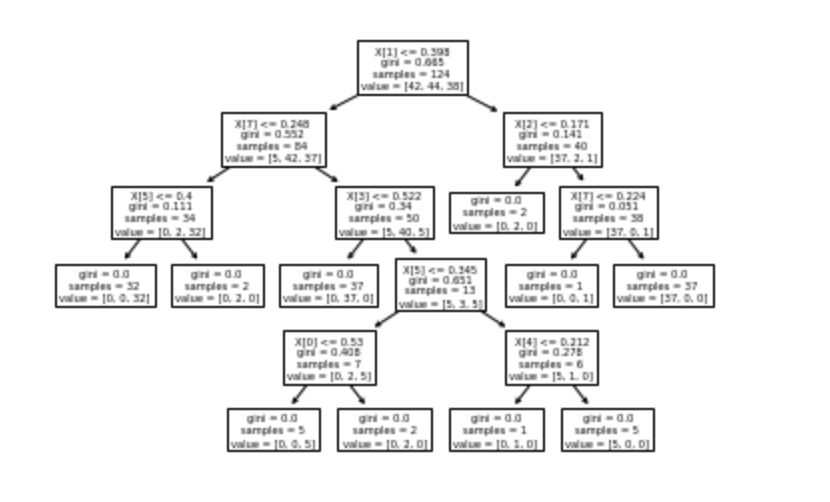 X[1] <= 0.398
gini = 0.665
samples = 124
value = [42, 44, 38]
X[7] <= 0.248
gini = 0.552
samples = 84
value = [5, 42, 37]
X[2] <= 0.171
gini = 0.141
samples = 40
value = [37, 2, 1]
X[5] <= 0.4
gini = 0.111
samples = 34
value = [0, 2, 32]
X[3] <= 0.522
gini = 0.34
samples = 50
value = [5, 40, 5]
gini = 0.0
samples = 2
value = [0, 2, 0]
X[7] <= 0.224
gini = 0.051
samples = 38
value = [37, 0, 1]
gini = 0.0
samples = 32
value = [0, 0, 32]
gini = 0.0
samples = 2
value = [0, 2, 0]
gini = 0.0
samples = 37
value = [0, 37, 0]
X[5] <= 0.345
gini = 0.651
samples = 13
value = [5, 3, 5]
gini = 0.0
samples = 1
value = [0, 0, 1]
gini = 0.0
samples = 37
value = [37, 0, 0]
X[0] <= 0.53
gini = 0.408
samples = 7
value = [0, 2, 5]
X[4] <= 0.212
gini = 0.278
samples = 6
value = [5, 1, 0]
gini = 0.0
samples = 5
value = [0, 0, 5]
gini = 0.0
samples = 2
value = [0, 2, 0]
gini = 0.0
samples = 1
value = [0, 1, 0]
gini = 0.0
samples = 5
value = [5, 0, 0]